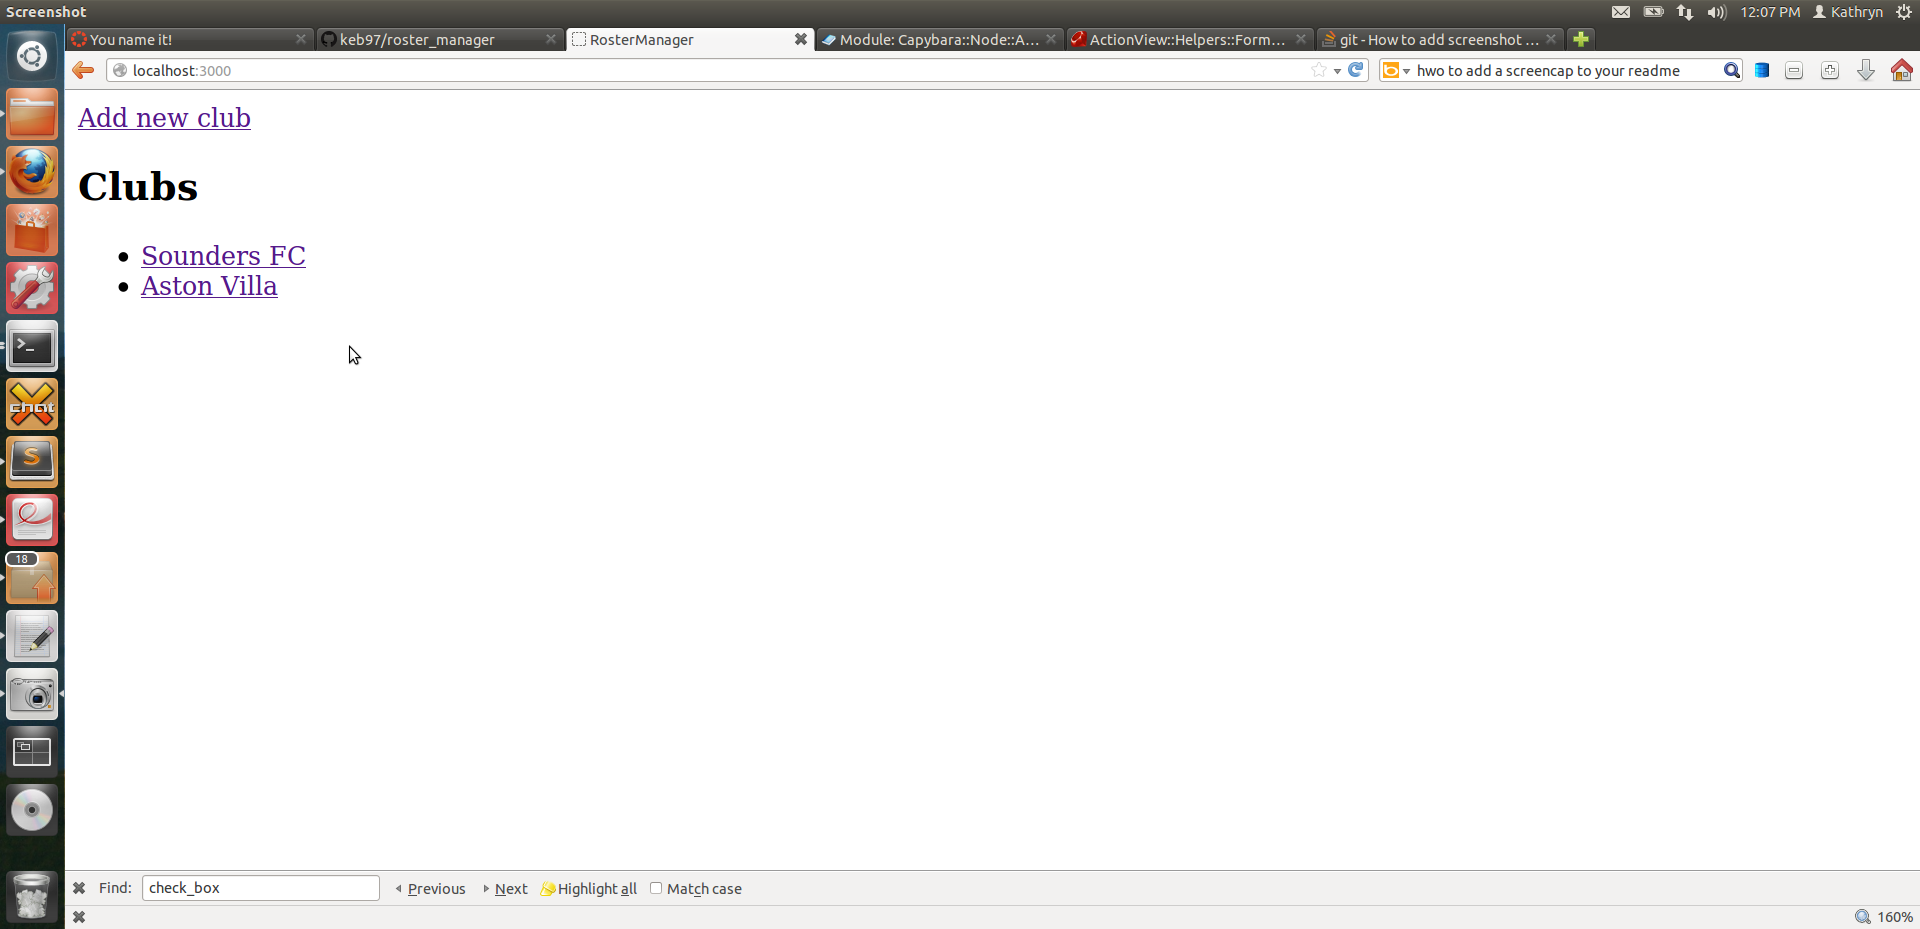 Screenshot
12:07 PM Kathryn
You name it!
keb97/roster_manager
RosterManager
Module: Capybara::Node::A...
ActionView::Helpers::Form...
git - How to add screenshot ...
localhost:3000
hwo to add a screencap to your readme
Add new club
Clubs
Sounders FC
Aston Villa
chat
S
18
Find: check_box Previous Next Highlight all Match case
160%